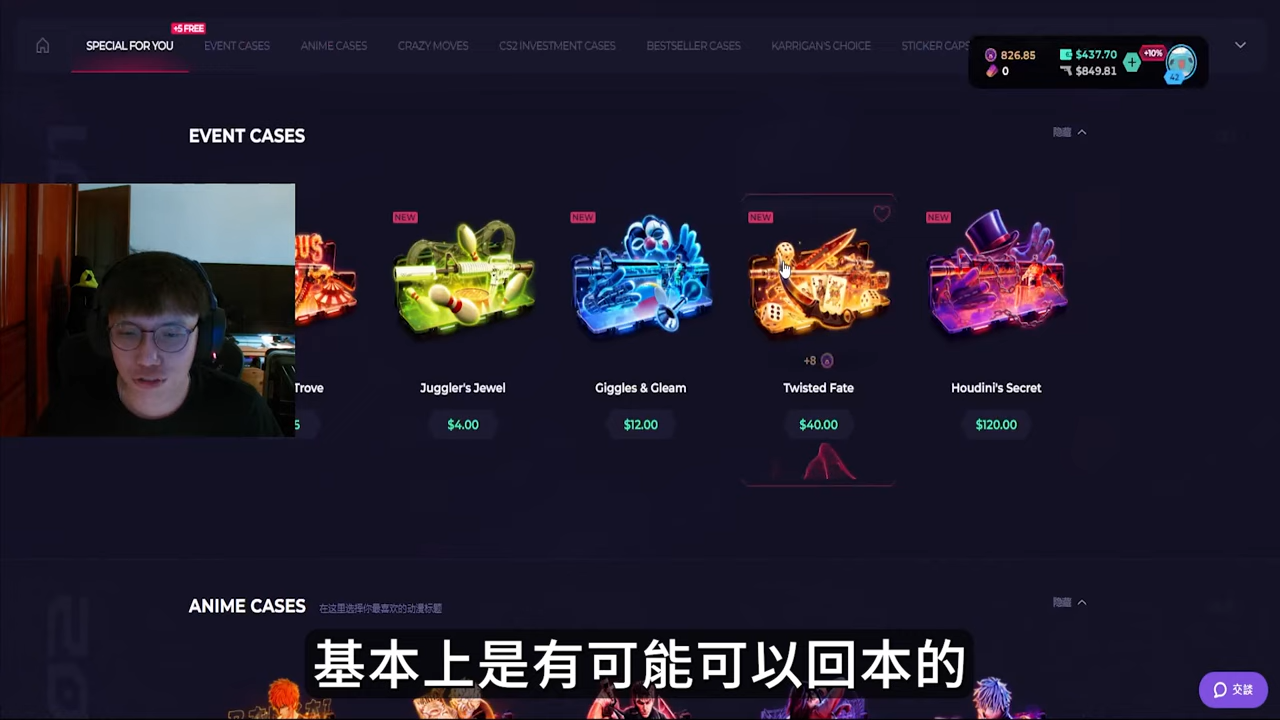 +5 FREE
SPECIAL FOR YOU
EVENT CASES
ANIME CASES
CRAZY MOVES
CS2 INVESTMENT CASES
BESTSELLER CASES
KARRIGAN'S CHOICE
STICKER CAPS
826.85
$437.70
+10%
0
$849.81
42
EVENT CASES
隐藏
NEW
NEW
NEW
NEW
+8
Trove
Juggler's Jewel
Giggles & Gleam
Twisted Fate
Houdini's Secret
5
$4.00
$12.00
$40.00
$120.00
ANIME CASES
在这里选择你最喜欢的动漫标题
隐藏
基本上是有可能可以回本的
交談